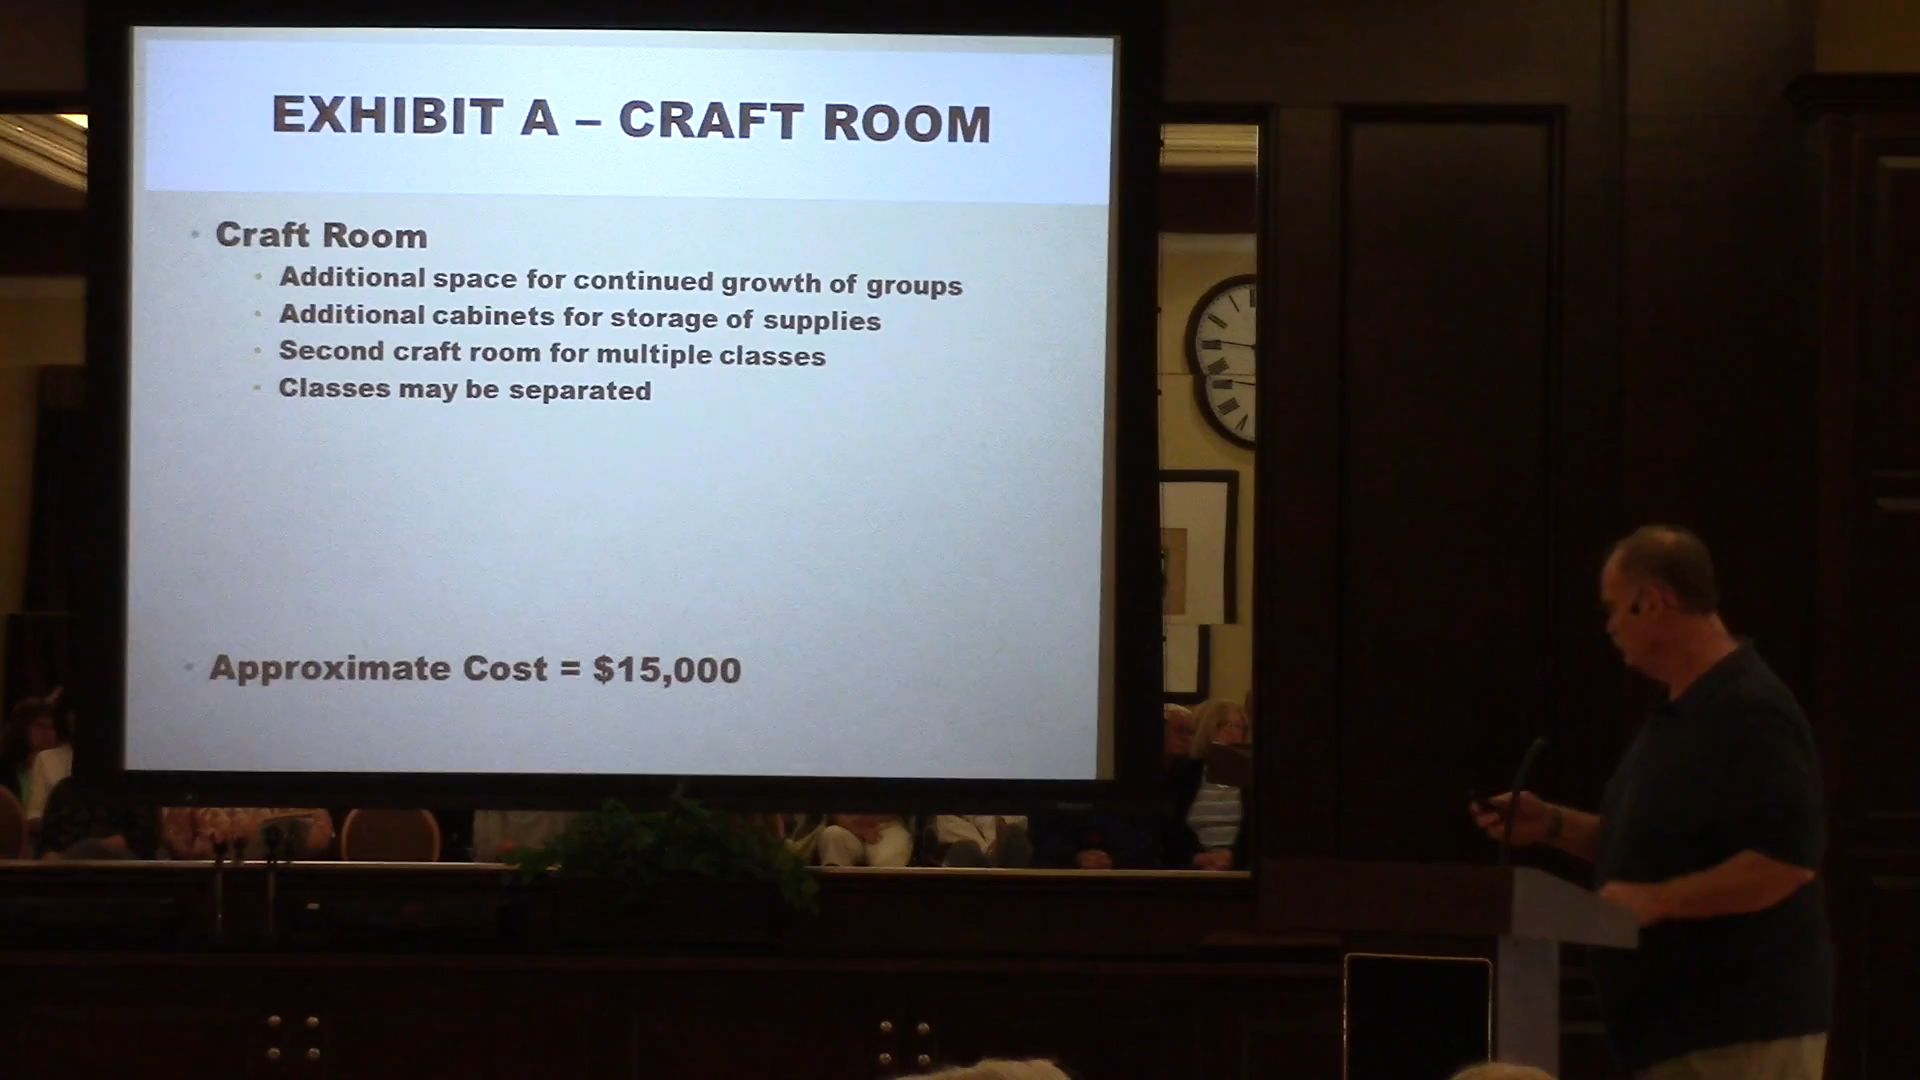 EXHIBIT A – CRAFT ROOM
• Craft Room
• Additional space for continued growth of groups
• Additional cabinets for storage of supplies
• Second craft room for multiple classes
• Classes may be separated
• Approximate Cost = $15,000